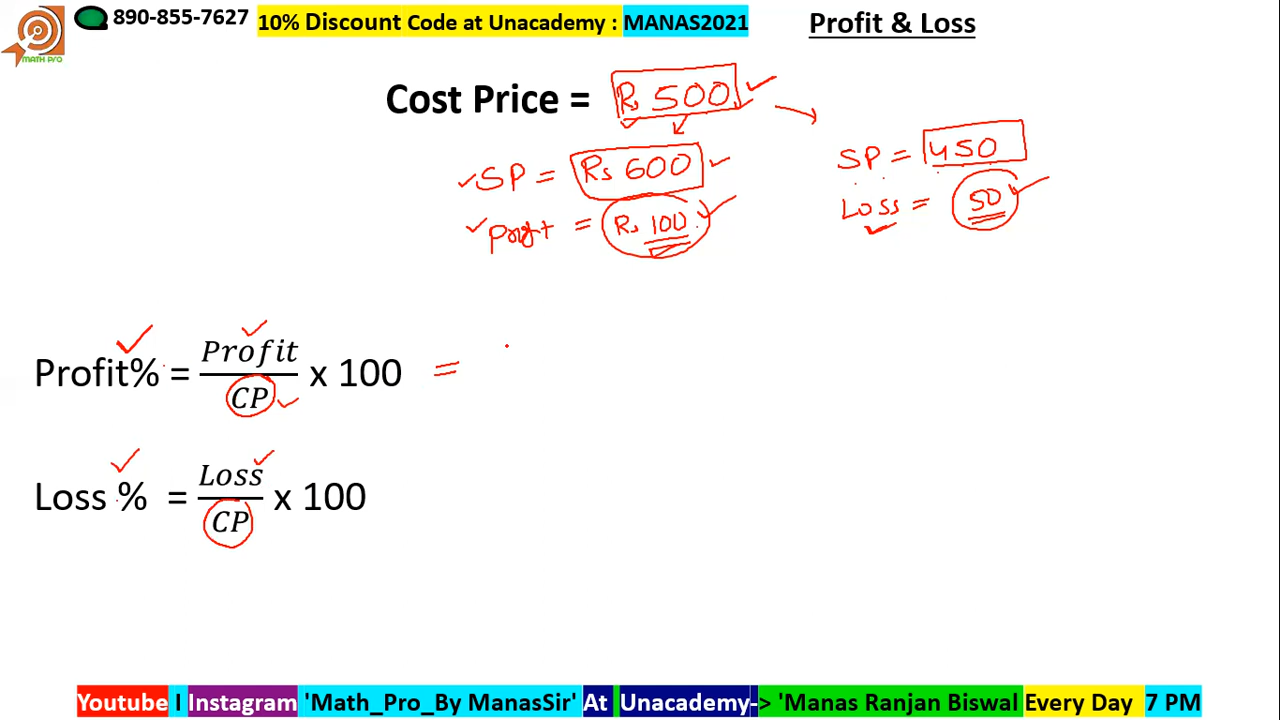 MATH PRO
890-855-7627
10% Discount Code at Unacademy : MANAS2021
Profit & Loss
Cost Price = Rs 500
SP = Rs 600
Profit = Rs 100
SP = 450
Loss = 50
Profit% = Profit/CP x 100 =
Loss % = Loss/CP x 100
Youtube I Instagram 'Math_Pro_By ManasSir' At Unacademy-> 'Manas Ranjan Biswal Every Day 7 PM